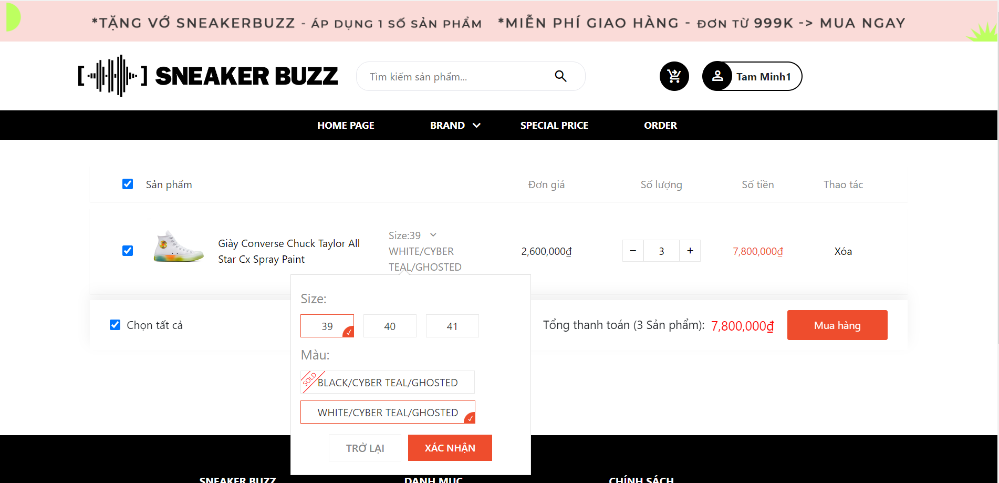 *TẶNG VỚ SNEAKERBUZZ - ÁP DỤNG 1 SỐ SẢN PHẨM *MIỄN PHÍ GIAO HÀNG - ĐƠN TỪ 999K -> MUA NGAY
SNEAKER BUZZ
Tìm kiếm sản phẩm...
Tam Minh1
HOME PAGE BRAND SPECIAL PRICE ORDER
Sản phẩm Đơn giá Số lượng Số tiền Thao tác
Giày Converse Chuck Taylor All
Star Cx Spray Paint
Size:39
WHITE/CYBER
TEAL/GHOSTED
2,600,000₫
− 3 +
7,800,000₫
Xóa
Size:
39 40 41
Màu:
SOLD BLACK/CYBER TEAL/GHOSTED
WHITE/CYBER TEAL/GHOSTED
TRỞ LẠI XÁC NHẬN
Chọn tất cả
Tổng thanh toán (3 Sản phẩm): 7,800,000₫
Mua hàng
SNEAKER BUZZ DANH MỤC CHÍNH SÁCH